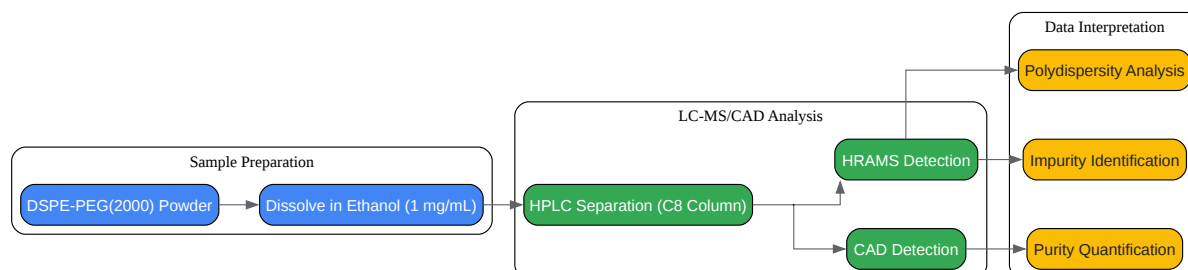 Data Interpretation
Polydispersity Analysis
LC-MS/CAD Analysis
Sample Preparation
HRAMS Detection
Impurity Identification
DSPE-PEG(2000) Powder
Dissolve in Ethanol (1 mg/mL)
HPLC Separation (C8 Column)
CAD Detection
Purity Quantification